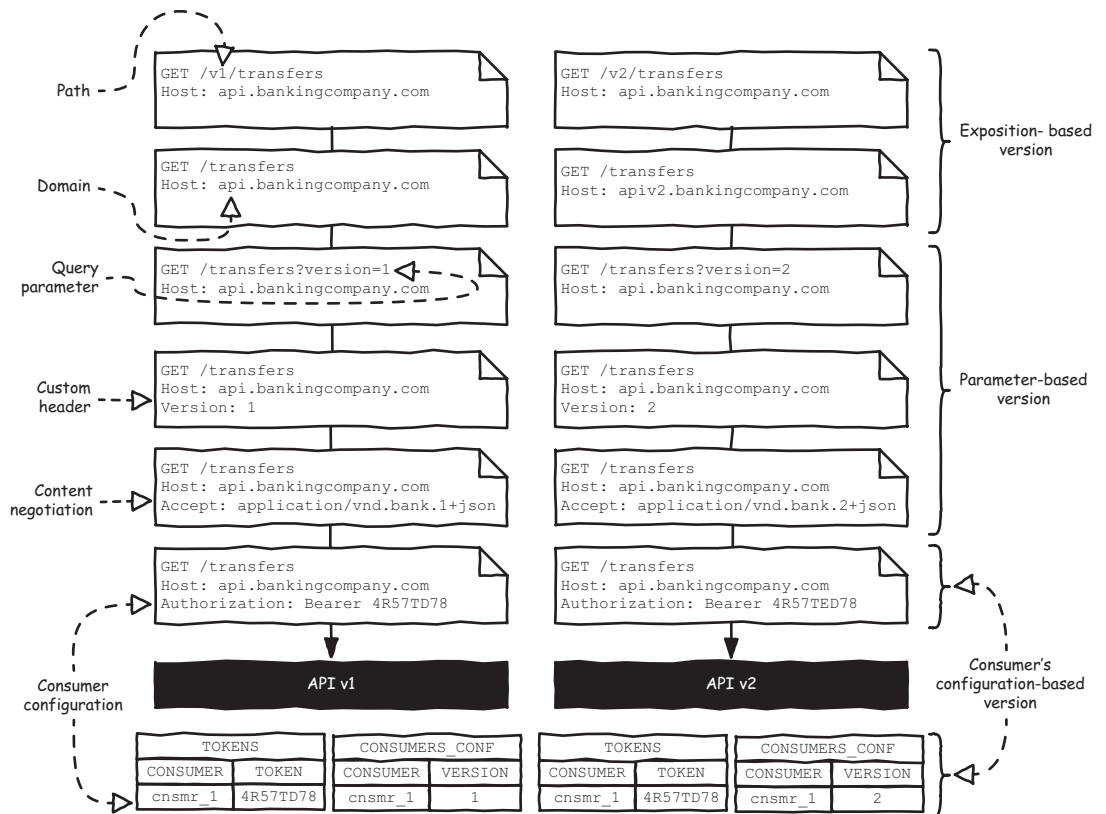 Path
GET /v1/transfers
Host: api.bankingcompany.com
GET /v2/transfers
Host: api.bankingcompany.com
Exposition- based
version
Domain
GET /transfers
Host: api.bankingcompany.com
GET /transfers
Host: apiv2.bankingcompany.com
Query
parameter
GET /transfers?version=1
Host: api.bankingcompany.com
GET /transfers?version=2
Host: api.bankingcompany.com
Custom
header
GET /transfers
Host: api.bankingcompany.com
Version: 1
GET /transfers
Host: api.bankingcompany.com
Version: 2
Parameter-based
version
Content
negotiation
GET /transfers
Host: api.bankingcompany.com
Accept: application/vnd.bank.1+json
GET /transfers
Host: api.bankingcompany.com
Accept: application/vnd.bank.2+json
GET /transfers
Host: api.bankingcompany.com
Authorization: Bearer 4R57TD78
GET /transfers
Host: api.bankingcompany.com
Authorization: Bearer 4R57TED78
Consumer
configuration
API v1
API v2
Consumer's
configuration-based
version
TOKENS
CONSUMER TOKEN
cnsmr_1 4R57TD78
CONSUMERS_CONF
CONSUMER VERSION
cnsmr_1 1
TOKENS
CONSUMER TOKEN
cnsmr_1 4R57TD78
CONSUMERS_CONF
CONSUMER VERSION
cnsmr_1 2